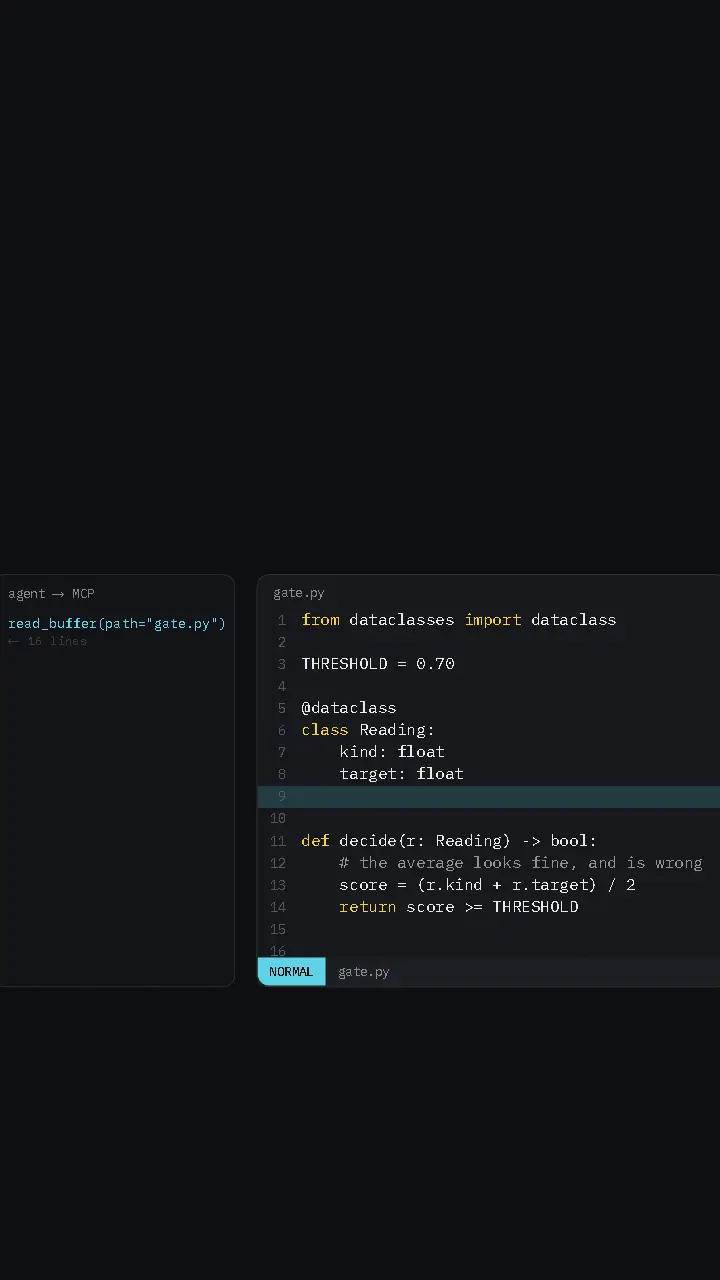 agent → MCP
read_buffer(path="gate.py")
← 16 lines
gate.py
1 from dataclasses import dataclass
2
3 THRESHOLD = 0.70
4
5 @dataclass
6 class Reading:
7     kind: float
8     target: float
9
10
11 def decide(r: Reading) -> bool:
12     # the average looks fine, and is wrong
13     score = (r.kind + r.target) / 2
14     return score >= THRESHOLD
15
16
NORMAL gate.py